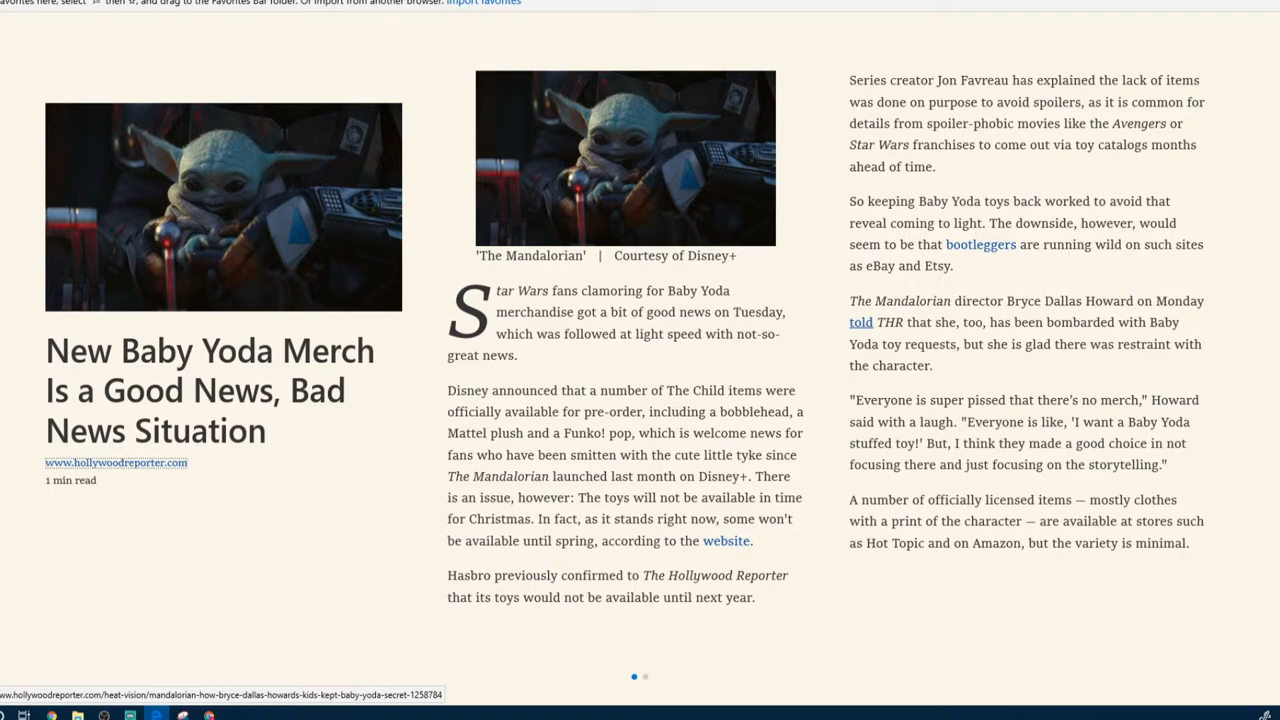 avorites here, select then, and drag to the Favorites Bar folder. Or import from another browser. Import favorites
New Baby Yoda Merch
Is a Good News, Bad
News Situation
www.hollywoodreporter.com
1 min read
'The Mandalorian' | Courtesy of Disney+
Star Wars fans clamoring for Baby Yoda
merchandise got a bit of good news on Tuesday,
which was followed at light speed with not-so-
great news.
Disney announced that a number of The Child items were
officially available for pre-order, including a bobblehead, a
Mattel plush and a Funko! pop, which is welcome news for
fans who have been smitten with the cute little tyke since
The Mandalorian launched last month on Disney+. There
is an issue, however: The toys will not be available in time
for Christmas. In fact, as it stands right now, some won't
be available until spring, according to the website.
Hasbro previously confirmed to The Hollywood Reporter
that its toys would not be available until next year.
Series creator Jon Favreau has explained the lack of items
was done on purpose to avoid spoilers, as it is common for
details from spoiler-phobic movies like the Avengers or
Star Wars franchises to come out via toy catalogs months
ahead of time.
So keeping Baby Yoda toys back worked to avoid that
reveal coming to light. The downside, however, would
seem to be that bootleggers are running wild on such sites
as eBay and Etsy.
The Mandalorian director Bryce Dallas Howard on Monday
told THR that she, too, has been bombarded with Baby
Yoda toy requests, but she is glad there was restraint with
the character.
"Everyone is super pissed that there's no merch," Howard
said with a laugh. "Everyone is like, 'I want a Baby Yoda
stuffed toy!' But, I think they made a good choice in not
focusing there and just focusing on the storytelling."
A number of officially licensed items — mostly clothes
with a print of the character — are available at stores such
as Hot Topic and on Amazon, but the variety is minimal.
ww.hollywoodreporter.com/heat-vision/mandalorian-how-bryce-dallas-howards-kids-kept-baby-yoda-secret-1258784